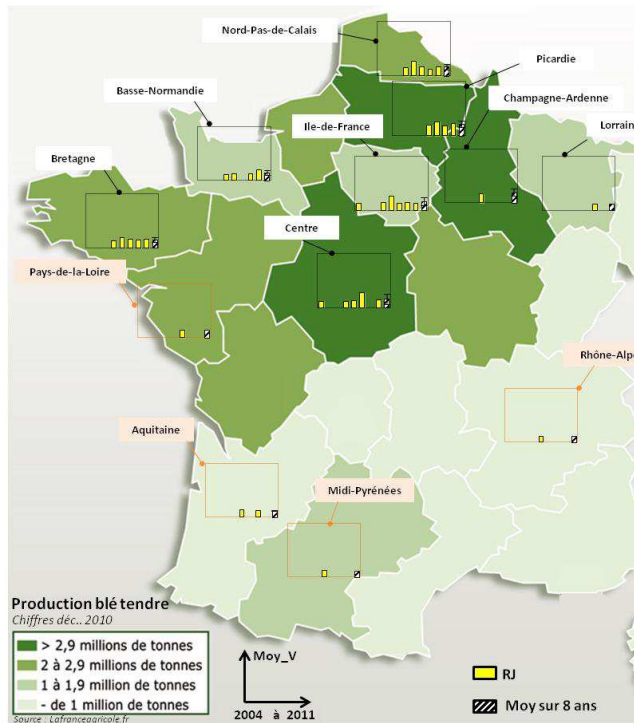 Nord-Pas-de-Calais
Picardie
Basse-Normandie
Champagne-Ardenne
Ile-de-France
Lorrain
Bretagne
Centre
Pays-de-la-Loire
Rhône-Alpe
Aquitaine
Midi-Pyrénées
Production blé tendre
Chiffres déc.. 2010
> 2,9 millions de tonnes
2 à 2,9 millions de tonnes
1 à 1,9 million de tonnes
- de 1 million de tonnes
Source : Lafranceagricole.fr
Moy_V
2004 à 2011
RJ
Moy sur 8 ans